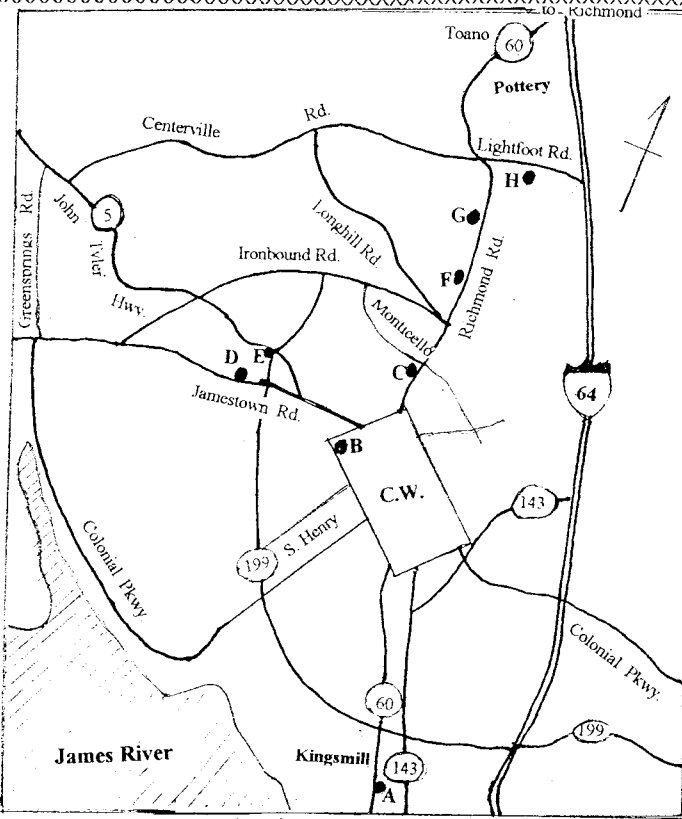 to Richmond
Toano
60
Pottery
Centerville Rd.
Lightfoot Rd.
H
John Tyler Hwy.
5
Greensprings Rd.
Longhill Rd.
G
Ironbound Rd.
F
Richmond Rd.
Monticello
D
E
C
64
Jamestown Rd.
B
C.W.
143
S. Henry
199
Colonial Pkwy
Colonial Pkwy.
60
199
James River
Kingsmill
143
A